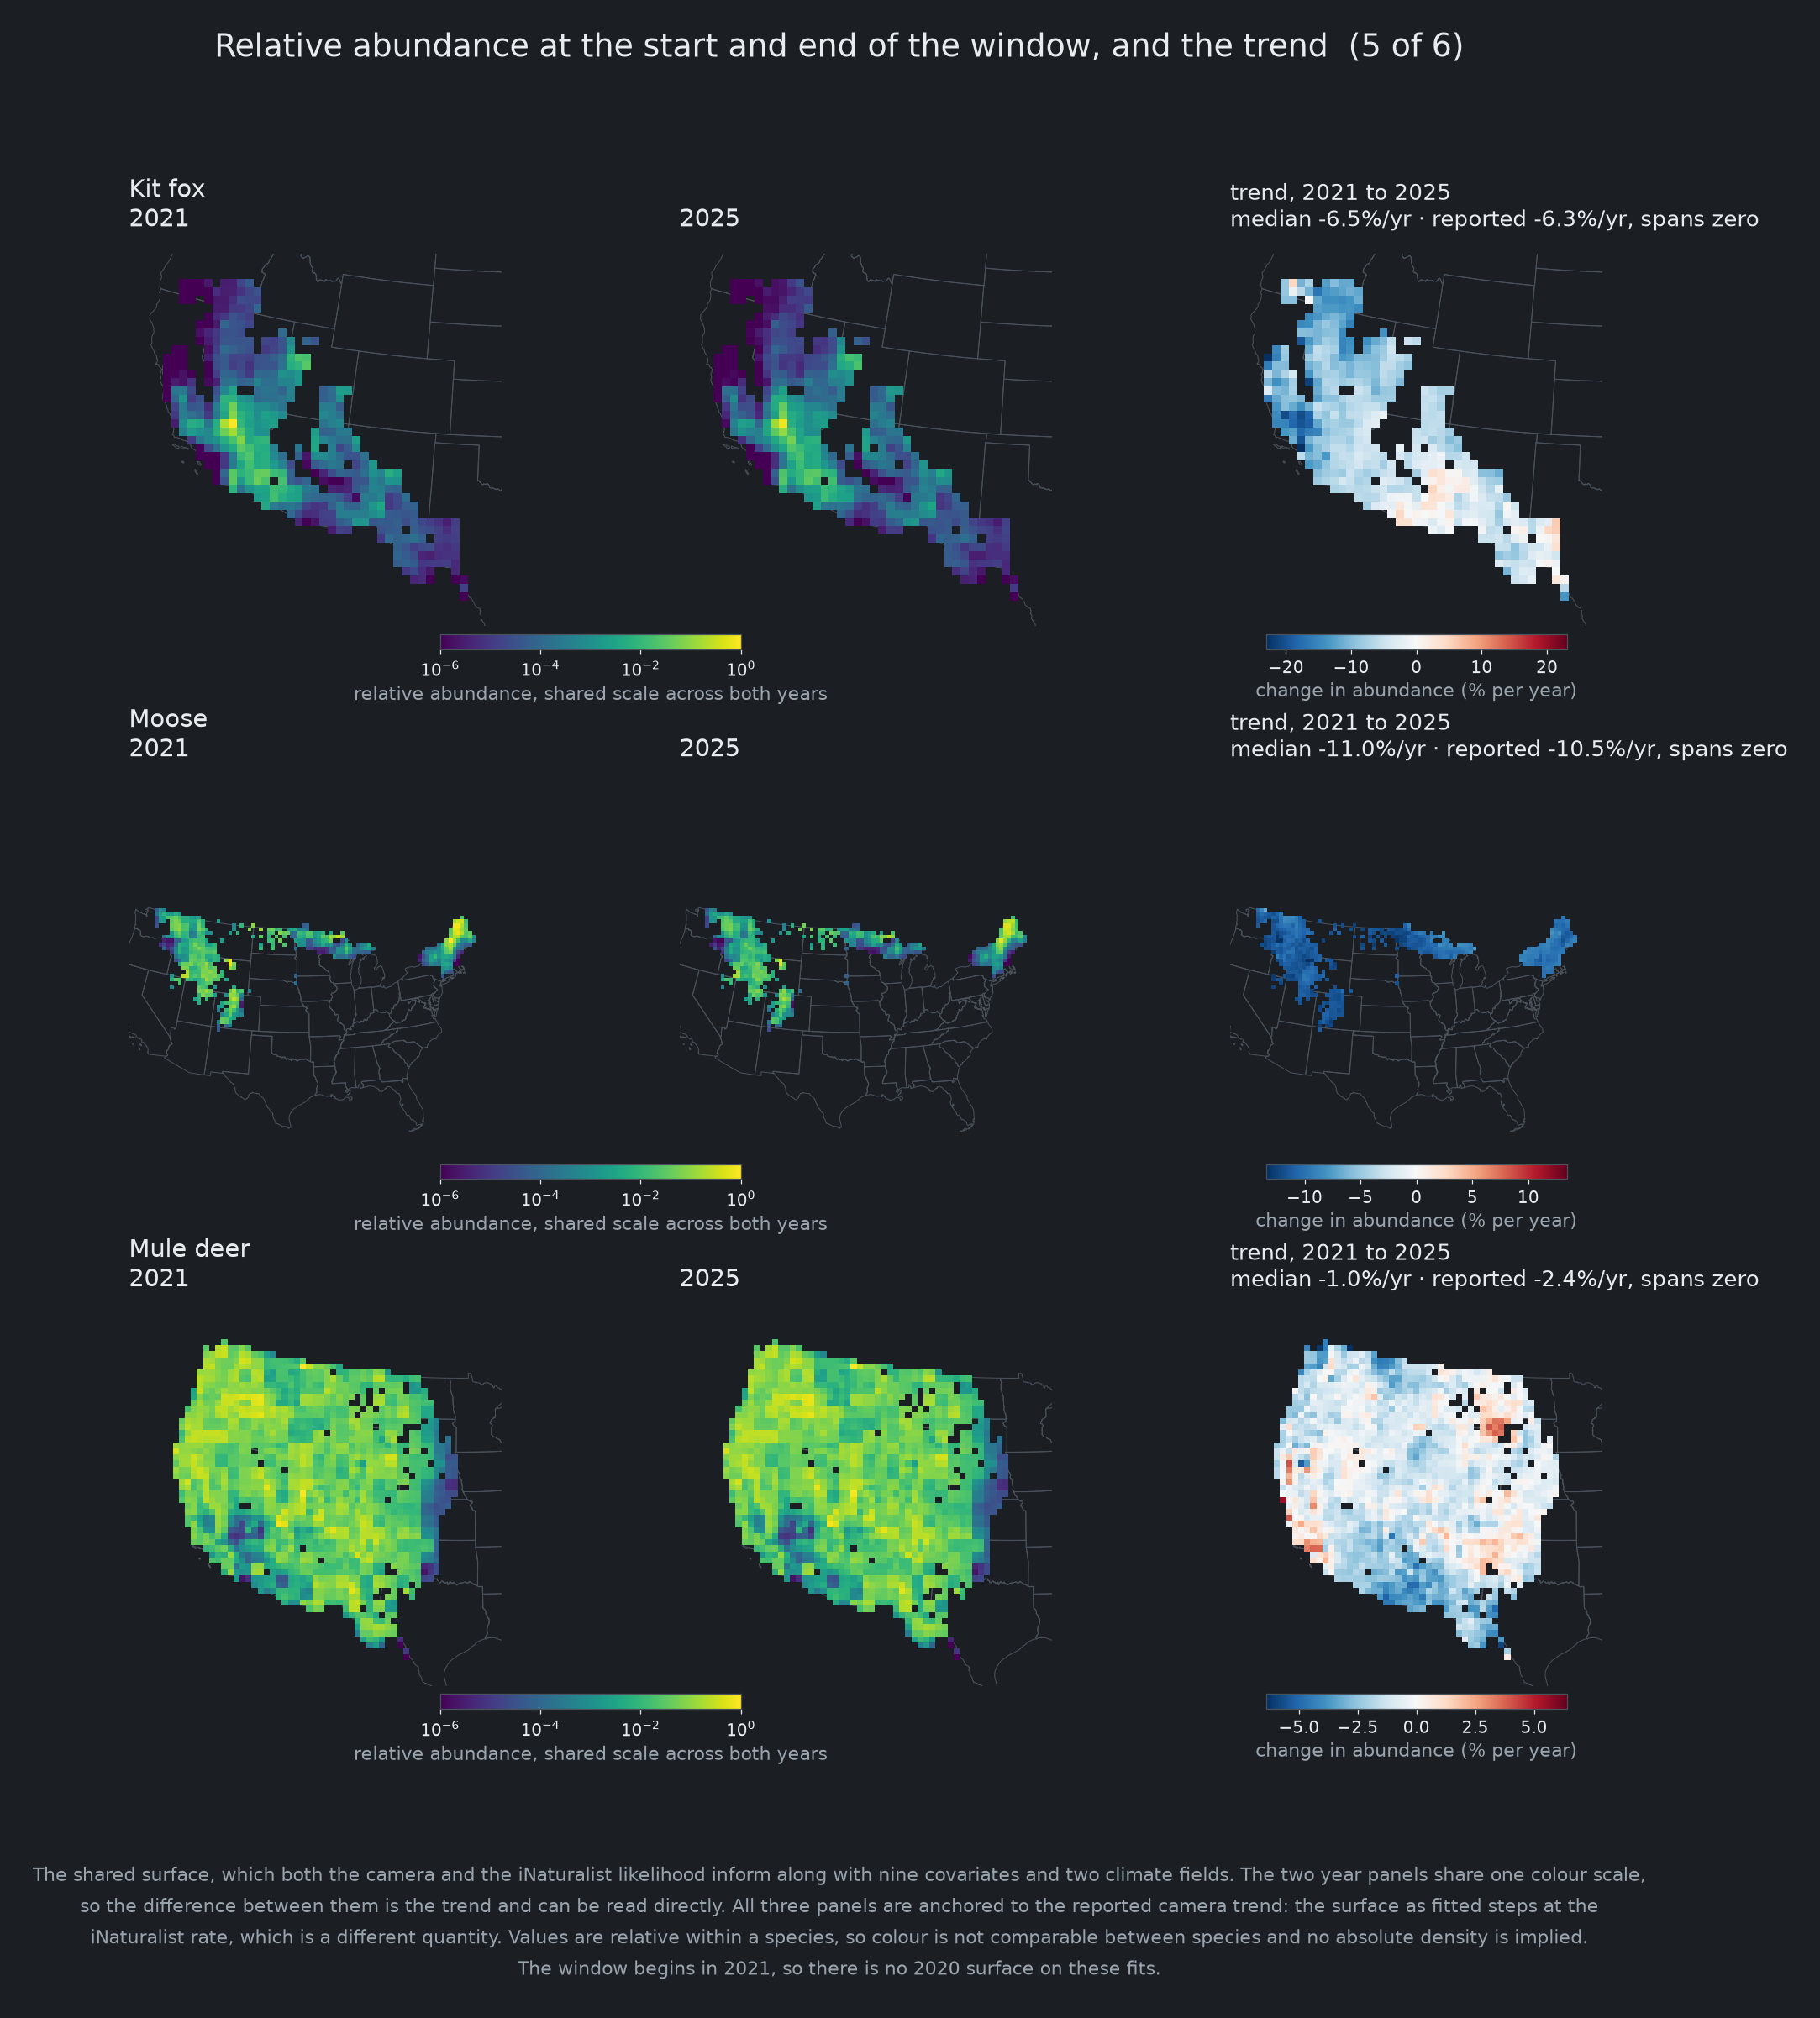 Relative abundance at the start and end of the window, and the trend  (5 of 6)
Kit fox
2021
2025
trend, 2021 to 2025
median -6.5%/yr · reported -6.3%/yr, spans zero
10⁻⁶ 10⁻⁴ 10⁻² 10⁰
relative abundance, shared scale across both years
−20 −10 0 10 20
change in abundance (% per year)
Moose
2021
2025
trend, 2021 to 2025
median -11.0%/yr · reported -10.5%/yr, spans zero
10⁻⁶ 10⁻⁴ 10⁻² 10⁰
relative abundance, shared scale across both years
−10 −5 0 5 10
change in abundance (% per year)
Mule deer
2021
2025
trend, 2021 to 2025
median -1.0%/yr · reported -2.4%/yr, spans zero
10⁻⁶ 10⁻⁴ 10⁻² 10⁰
relative abundance, shared scale across both years
−5.0 −2.5 0.0 2.5 5.0
change in abundance (% per year)
The shared surface, which both the camera and the iNaturalist likelihood inform along with nine covariates and two climate fields. The two year panels share one colour scale,
so the difference between them is the trend and can be read directly. All three panels are anchored to the reported camera trend: the surface as fitted steps at the
iNaturalist rate, which is a different quantity. Values are relative within a species, so colour is not comparable between species and no absolute density is implied.
The window begins in 2021, so there is no 2020 surface on these fits.